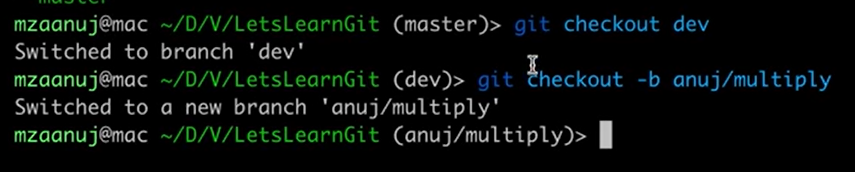 master
mzaanuj@mac ~/D/V/LetsLearnGit (master)> git checkout dev
Switched to branch 'dev'
mzaanuj@mac ~/D/V/LetsLearnGit (dev)> git checkout -b anuj/multiply
Switched to a new branch 'anuj/multiply'
mzaanuj@mac ~/D/V/LetsLearnGit (anuj/multiply)>